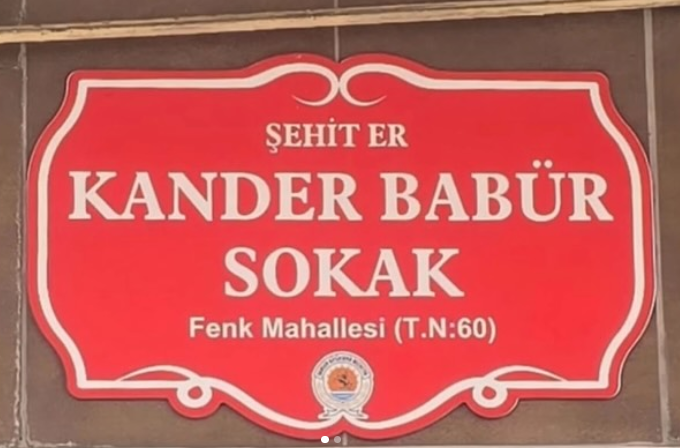 ŞEHİT ER
KANDER BABÜR
SOKAK
Fenk Mahallesi (T.N:60)